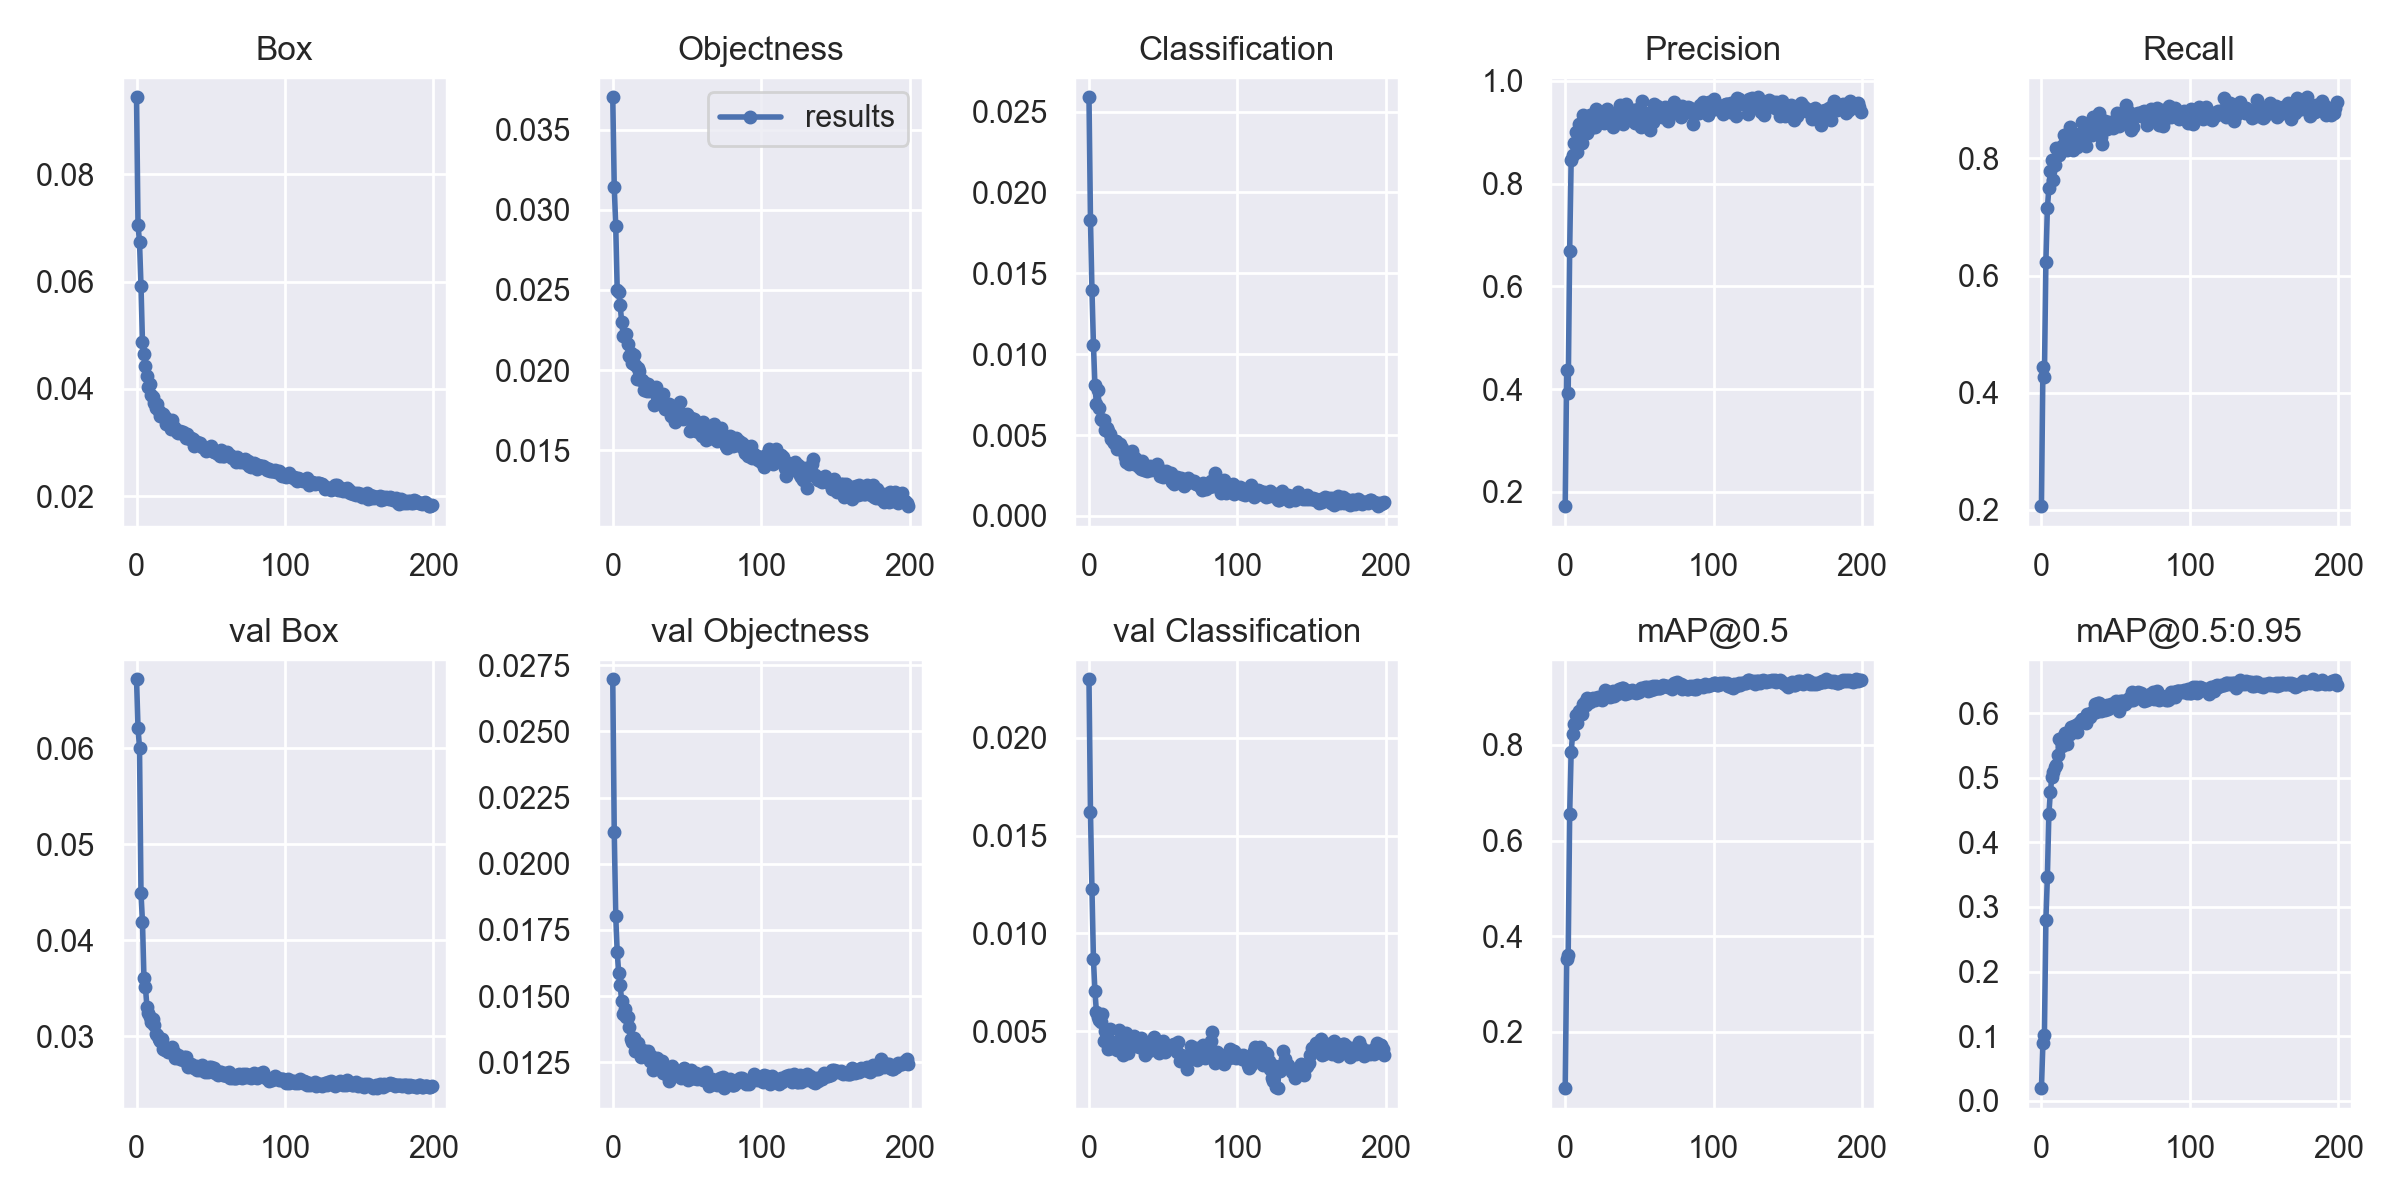 Box
0.08
0.06
0.04
0.02
0 100 200
Objectness
results
0.035
0.030
0.025
0.020
0.015
0 100 200
Classification
0.025
0.020
0.015
0.010
0.005
0.000
0 100 200
Precision
1.0
0.8
0.6
0.4
0.2
0 100 200
Recall
0.8
0.6
0.4
0.2
0 100 200
val Box
0.06
0.05
0.04
0.03
0 100 200
val Objectness
0.0275
0.0250
0.0225
0.0200
0.0175
0.0150
0.0125
0 100 200
val Classification
0.020
0.015
0.010
0.005
0 100 200
mAP@0.5
0.8
0.6
0.4
0.2
0 100 200
mAP@0.5:0.95
0.6
0.5
0.4
0.3
0.2
0.1
0.0
0 100 200